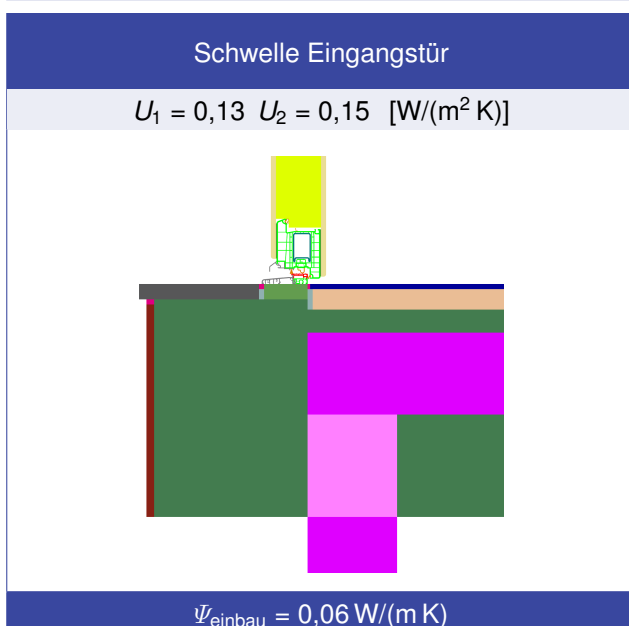 Schwelle Eingangstür
U₁ = 0,13 U₂ = 0,15 [W/(m² K)]
Ψeinbau = 0,06 W/(m K)